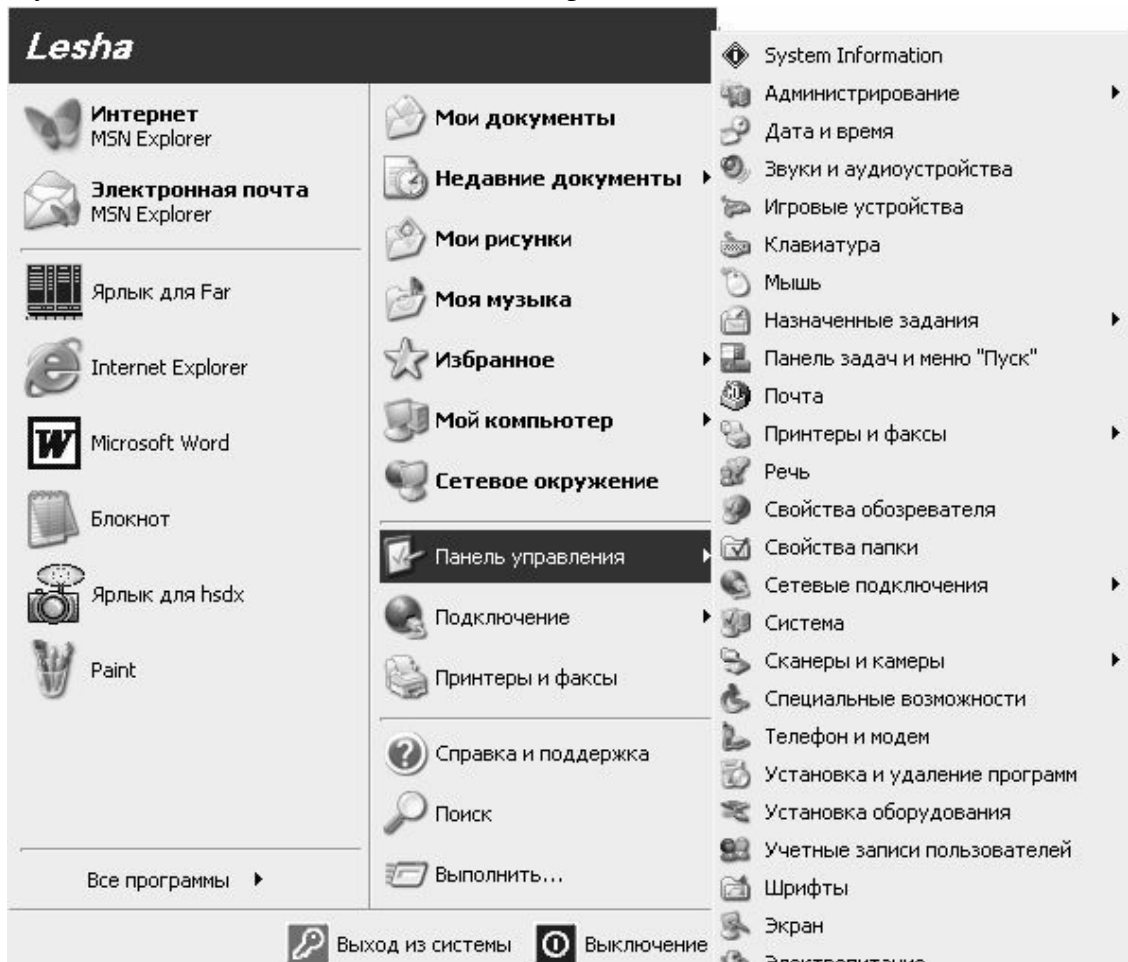 Lesha
Интернет
MSN Explorer
Электронная почта
MSN Explorer
Ярлык для Far
Internet Explorer
Microsoft Word
Блокнот
Ярлык для hsdx
Paint
Все программы
Мои документы
Недавние документы
Мои рисунки
Моя музыка
Избранное
Мой компьютер
Сетевое окружение
Панель управления
Подключение
Принтеры и факсы
Справка и поддержка
Поиск
Выполнить...
Выход из системы
Выключение
System Information
Администрирование
Дата и время
Звуки и аудиоустройства
Игровые устройства
Клавиатура
Мышь
Назначенные задания
Панель задач и меню "Пуск"
Почта
Принтеры и факсы
Речь
Свойства обозревателя
Свойства папки
Сетевые подключения
Система
Сканеры и камеры
Специальные возможности
Телефон и модем
Установка и удаление программ
Установка оборудования
Учетные записи пользователей
Шрифты
Экран
Электропитание